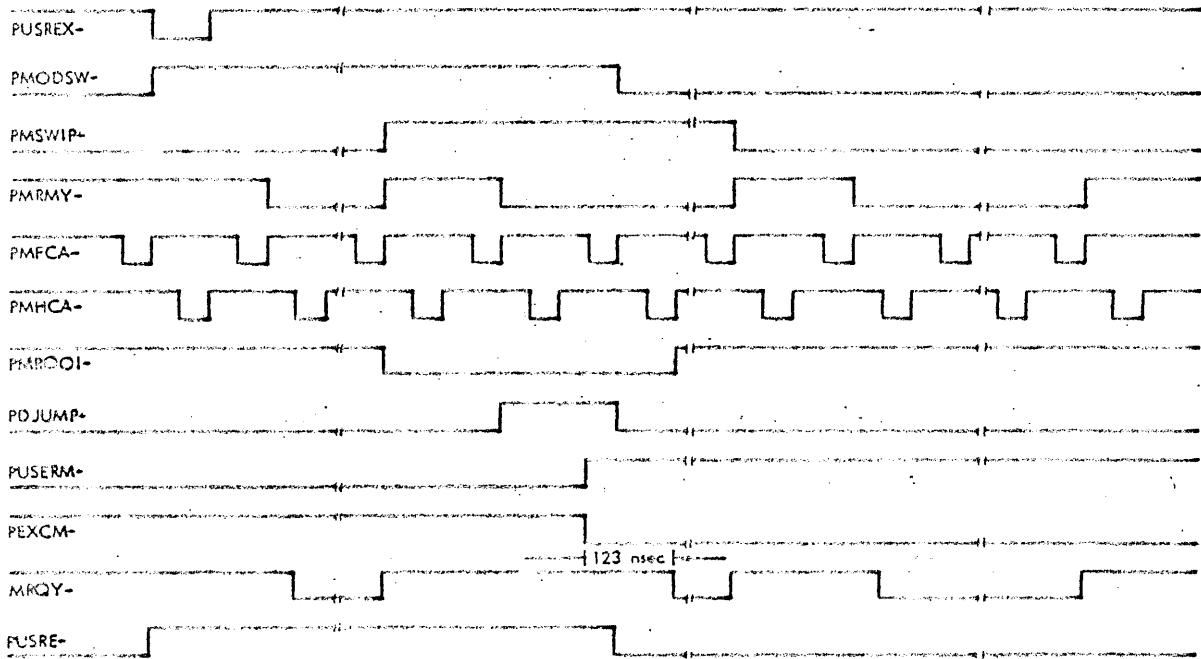 PUSREX-
PMODSW-
PMSWIP+
PMRMY-
PMFCA-
PMHCA-
PMROOI-
PDJUMP+
PUSERM+
PEXCM-
123 nsec
MRQY-
PUSRE-